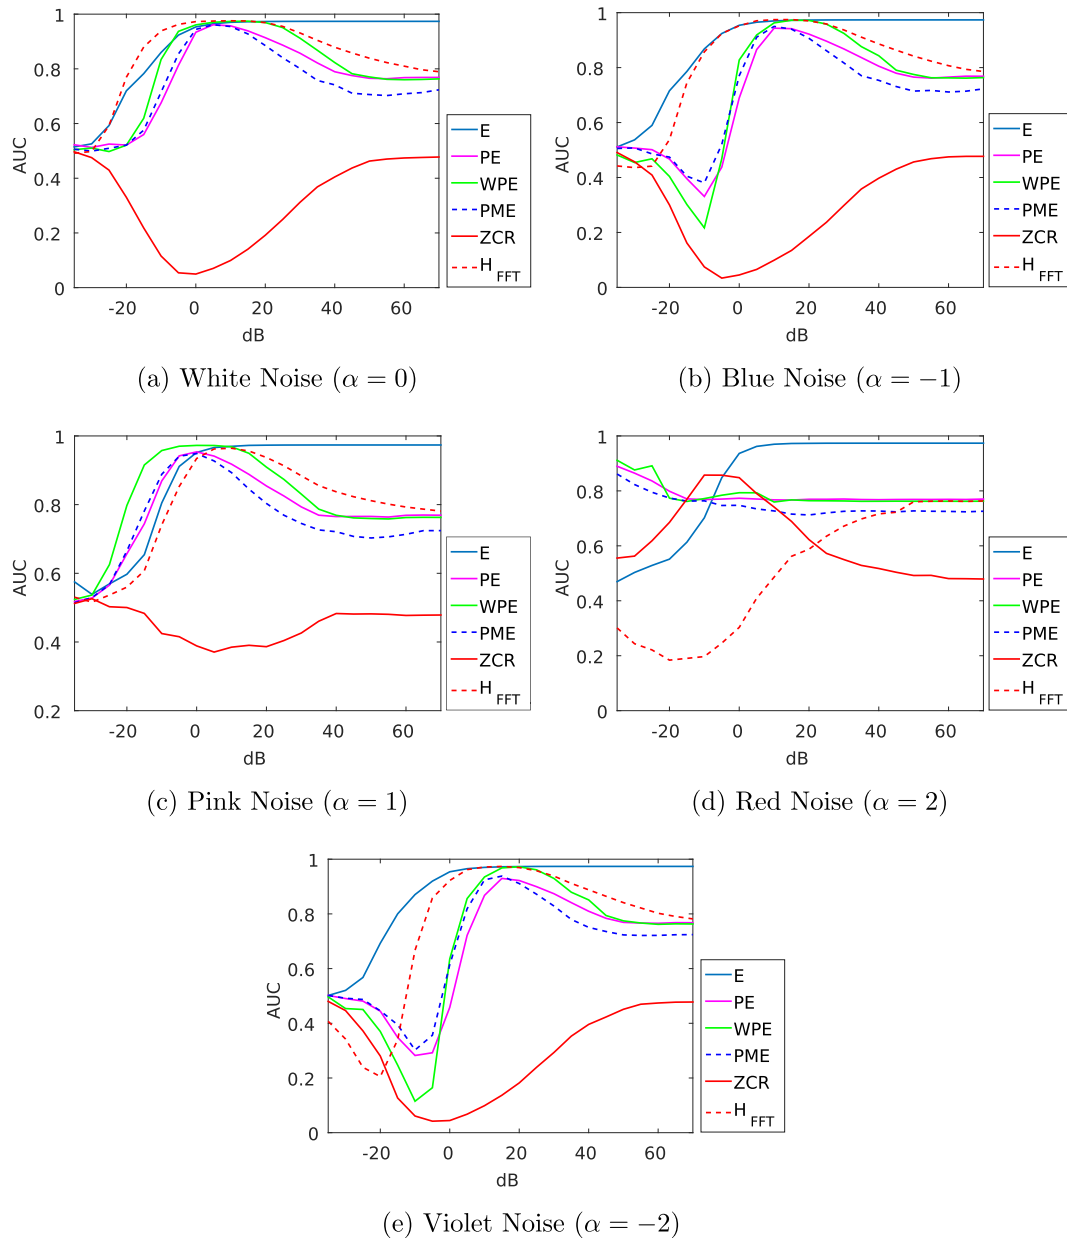 1
0.8
0.6
0.4
0.2
0
AUC
-20 0 20 40 60
dB
E
PE
WPE
PME
ZCR
H FFT
(a) White Noise (α = 0)
1
0.8
0.6
0.4
0.2
0
AUC
-20 0 20 40 60
dB
E
PE
WPE
PME
ZCR
H FFT
(b) Blue Noise (α = −1)
1
0.8
0.6
0.4
0.2
AUC
-20 0 20 40 60
dB
E
PE
WPE
PME
ZCR
H FFT
(c) Pink Noise (α = 1)
1
0.8
0.6
0.4
0.2
0
AUC
-20 0 20 40 60
dB
E
PE
WPE
PME
ZCR
H FFT
(d) Red Noise (α = 2)
1
0.8
0.6
0.4
0.2
0
AUC
-20 0 20 40 60
dB
E
PE
WPE
PME
ZCR
H FFT
(e) Violet Noise (α = −2)